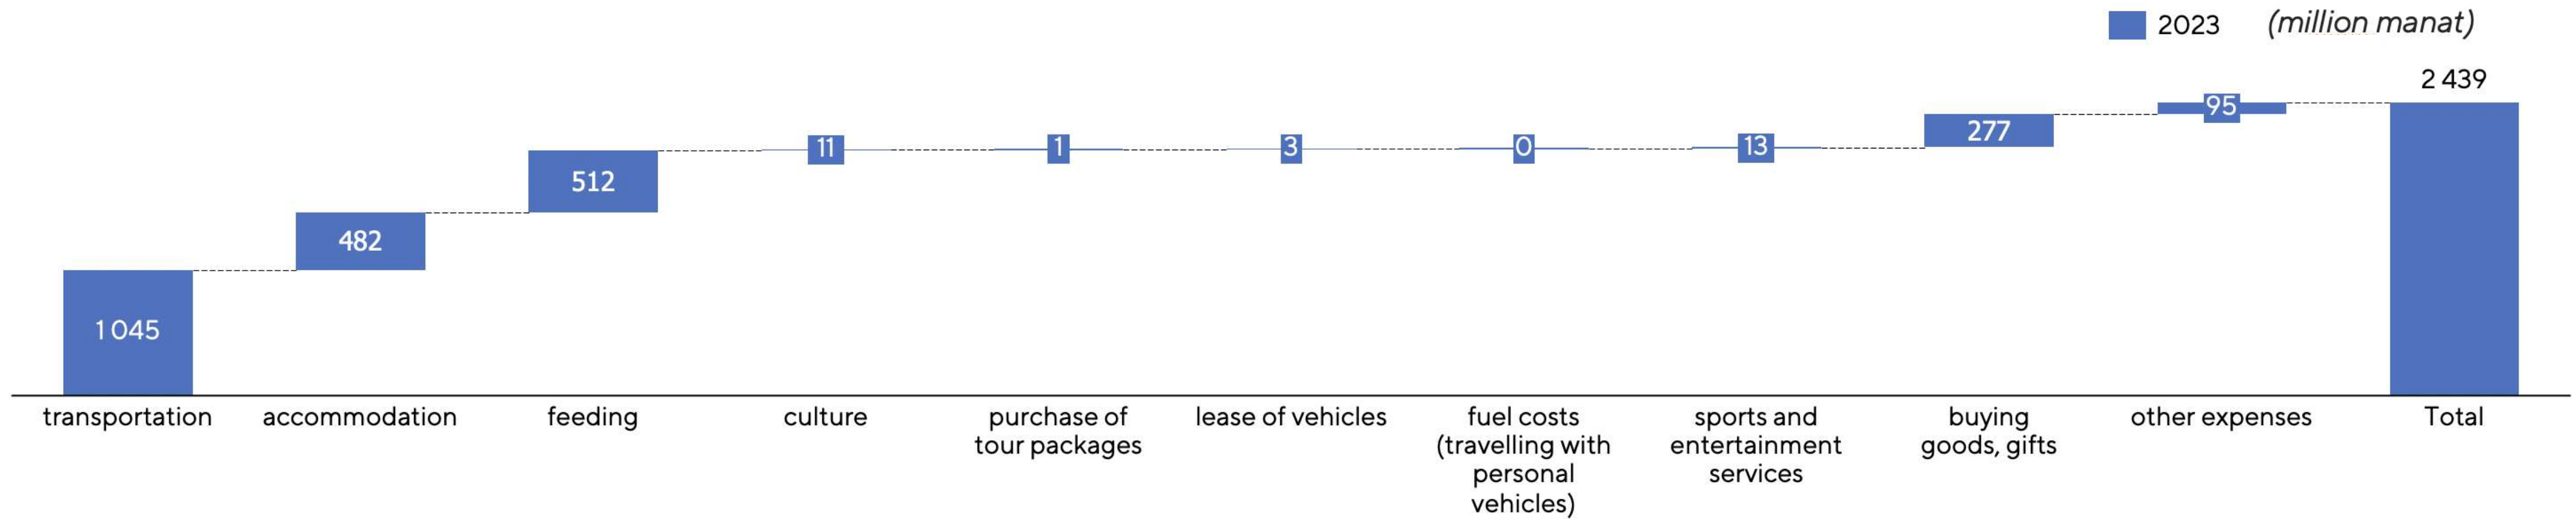 2023 (million manat)
2 439
95
277
11
1
3
0
13
512
482
1 045
transportation
accommodation
feeding
culture
purchase of
tour packages
lease of vehicles
fuel costs
(travelling with
personal
vehicles)
sports and
entertainment
services
buying
goods, gifts
other expenses
Total